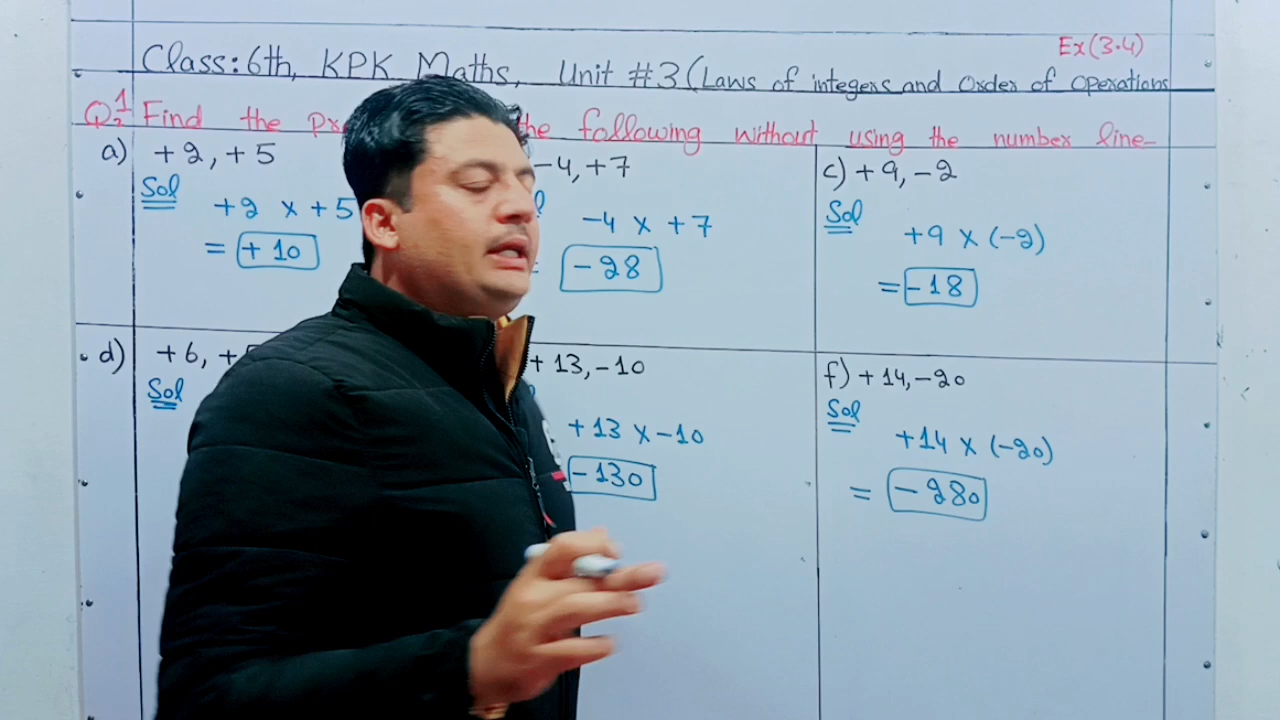 Ex(3.4)
Class: 6th, KPK Maths, Unit #3 (Laws of integers and Order of Operations
Q1/2 Find the the following without using the number line-
a) +2, +5
Sol
+2 x +5
= +10
-4, +7
-4 x +7
-28
c) +9, -2
Sol
+9 x (-2)
= -18
d) +6, +
Sol
+13, -10
+13 x -10
-130
f) +14, -20
Sol
+14 x (-20)
= -280